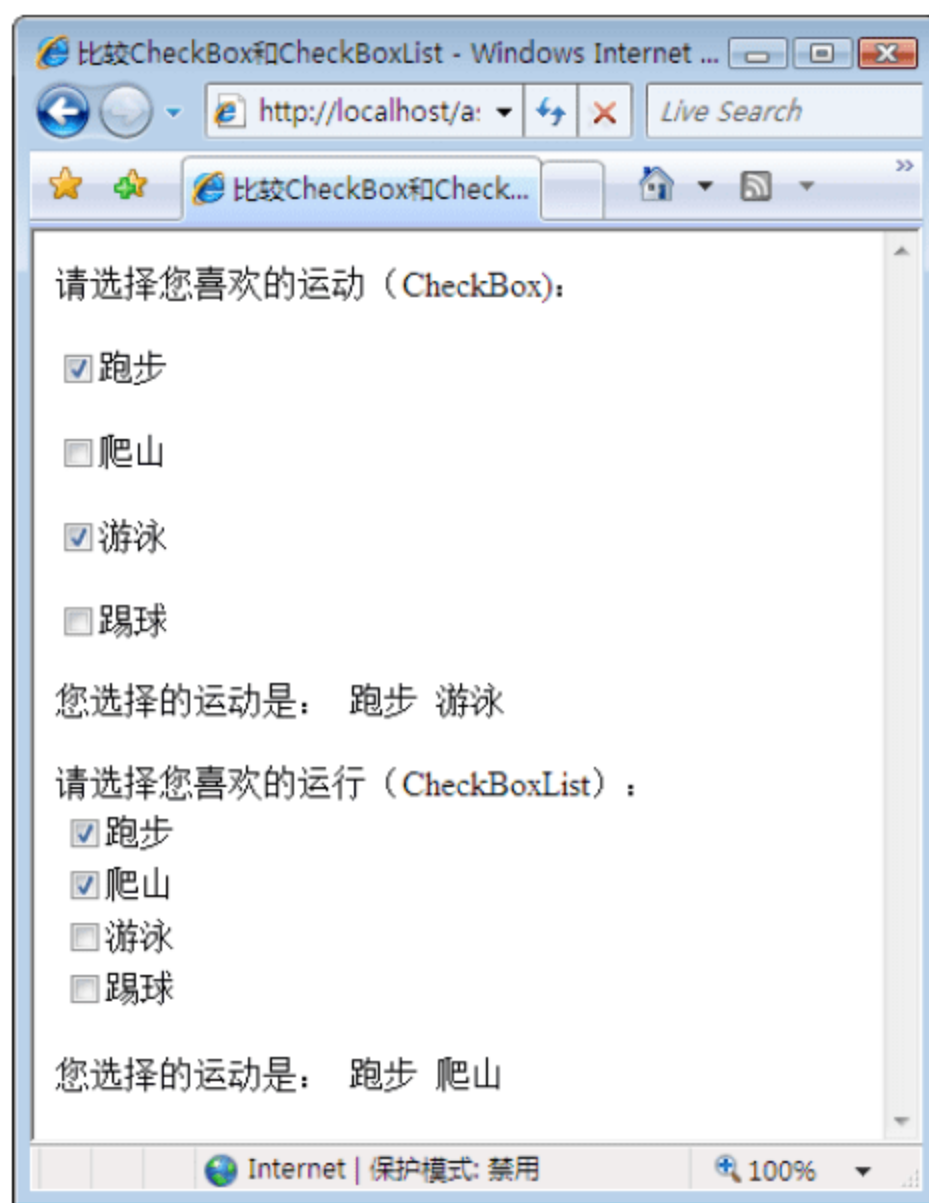 比较CheckBox和CheckBoxList - Windows Internet ...
http://localhost/a:
Live Search
比较CheckBox和Check...
请选择您喜欢的运动（CheckBox):
跑步
爬山
游泳
踢球
您选择的运动是： 跑步 游泳
请选择您喜欢的运行（CheckBoxList）：
跑步
爬山
游泳
踢球
您选择的运动是： 跑步 爬山
Internet | 保护模式: 禁用
100%